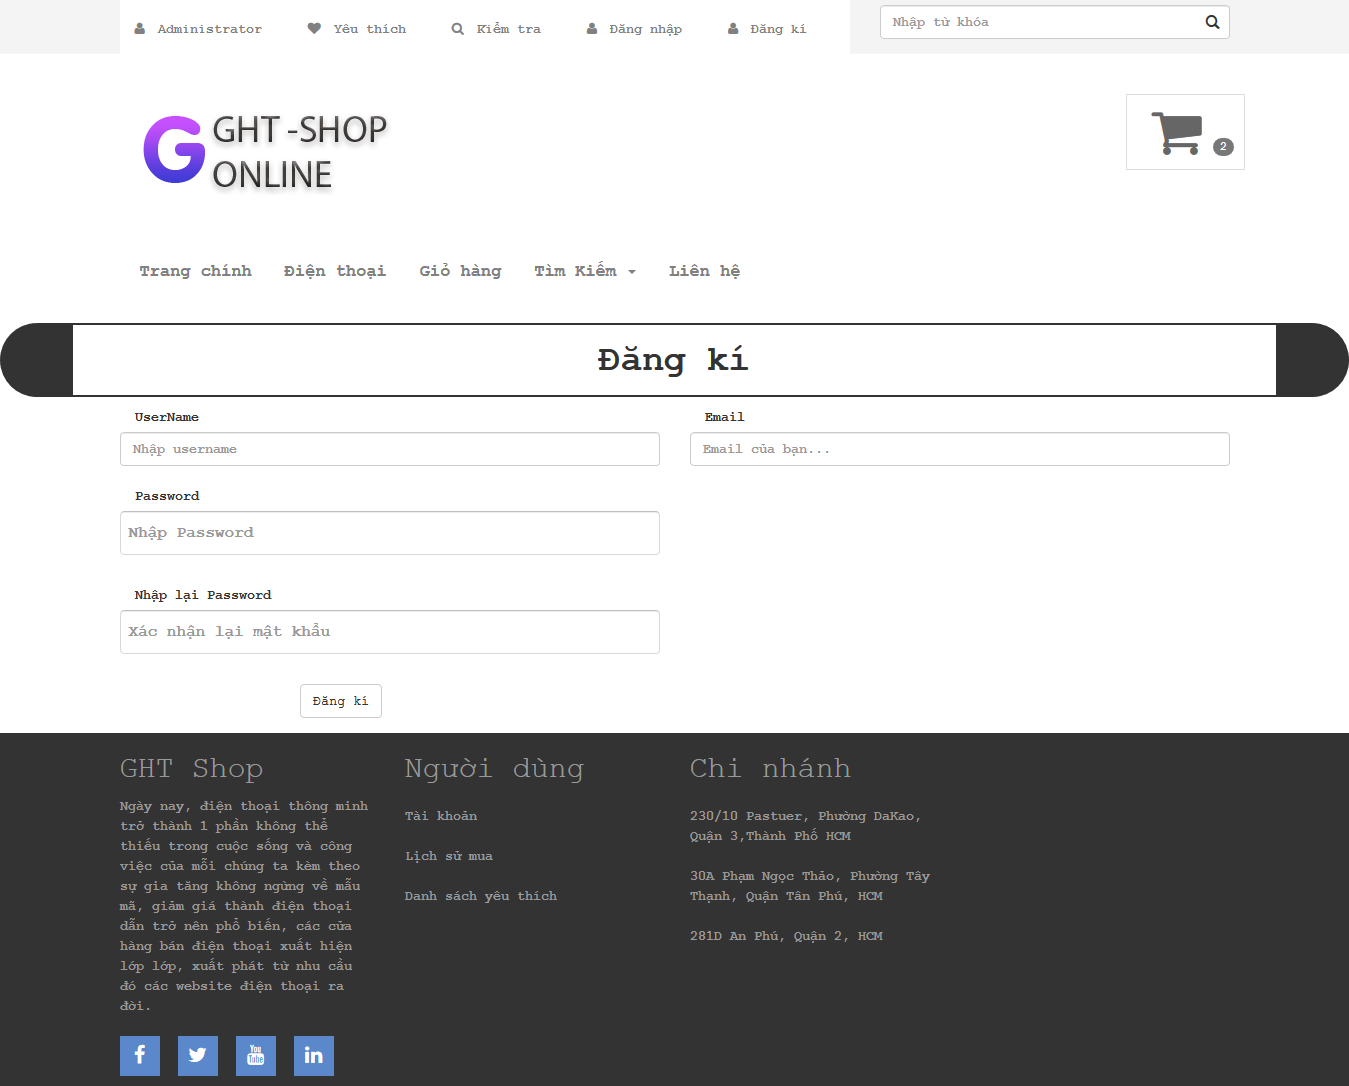 Administrator Yêu thích Kiểm tra Đăng nhập Đăng kí Nhập từ khóa
GHT -SHOP
ONLINE
2
Trang chính Điện thoại Giỏ hàng Tìm Kiếm Liên hệ
Đăng kí
UserName Email
Nhập username Email của bạn...
Password
Nhập Password
Nhập lại Password
Xác nhận lại mật khẩu
Đăng kí
GHT Shop
Ngày nay, điện thoại thông minh
trở thành 1 phần không thể
thiếu trong cuộc sống và công
việc của mỗi chúng ta kèm theo
sự gia tăng không ngừng về mẫu
mã, giảm giá thành điện thoại
dẫn trở nên phổ biến, các cửa
hàng bán điện thoại xuất hiện
lớp lớp, xuất phát từ nhu cầu
đó các website điện thoại ra
đời.
Người dùng
Tài khoản
Lịch sử mua
Danh sách yêu thích
Chi nhánh
230/10 Pastuer, Phường DaKao,
Quận 3,Thành Phố HCM
30A Phạm Ngọc Thảo, Phường Tây
Thạnh, Quận Tân Phú, HCM
281D An Phú, Quận 2, HCM
You
Tube